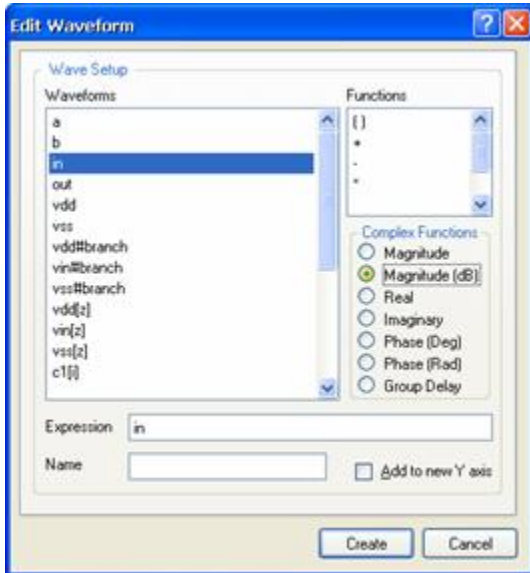 Edit Waveform
Wave Setup
Waveforms
a
b
in
out
vdd
vss
vdd#branch
vin#branch
vss#branch
vdd[z]
vin[z]
vss[z]
c1[i]
Functions
( )
+
-
*
Complex Functions
Magnitude
Magnitude (dB)
Real
Imaginary
Phase (Deg)
Phase (Rad)
Group Delay
Expression in
Name
Add to new Y axis
Create Cancel